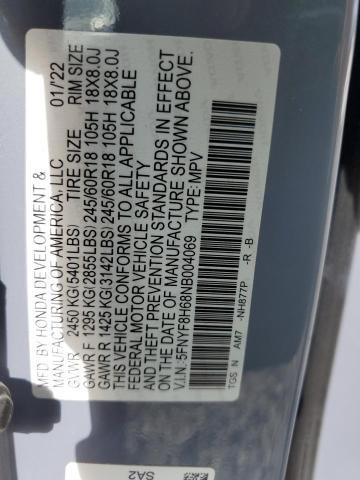 MFD. BY HONDA DEVELOPMENT &
MANUFACTURING OF AMERICA, LLC 01/'22
TIRE SIZE RIM SIZE
GVWR 2450 KG(5401 LBS)
GAWR F 1295 KG(2855LBS) 245/60R18 105H 18X8.0J
GAWR R 1425 KG(3142LBS) 245/60R18 105H 18X8.0J
THIS VEHICLE CONFORMS TO ALL APPLICABLE
FEDERAL MOTOR VEHICLE SAFETY
AND THEFT PREVENTION STANDARDS IN EFFECT
ON THE DATE OF MANUFACTURE SHOWN ABOVE.
V.I.N.:5FNYF8H68NB004069 TYPE:MPV
TGS N AM7 -NH877P -R -B
SA2